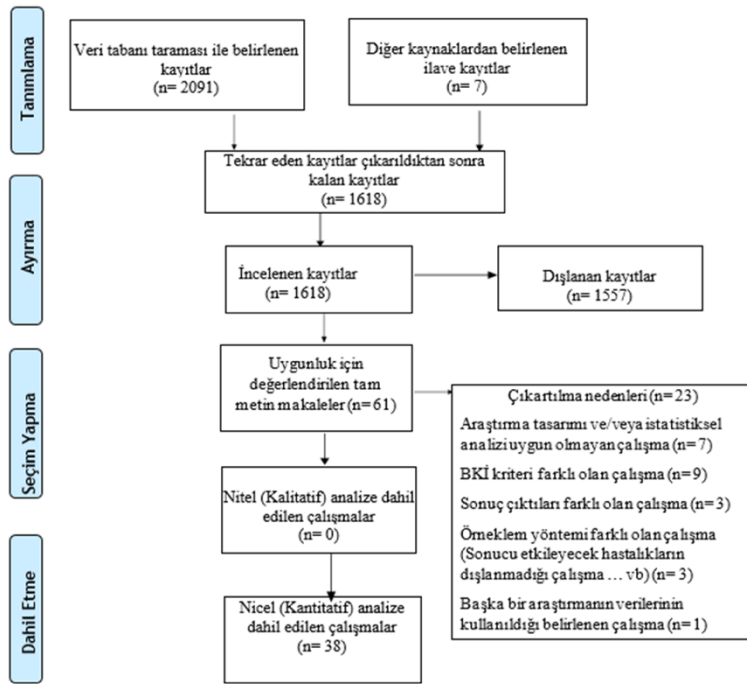 Tanımlama
Veri tabanı taraması ile belirlenen
kayıtlar
(n= 2091)
Diğer kaynaklardan belirlenen
ilave kayıtlar
(n= 7)
Tekrar eden kayıtlar çıkarıldıktan sonra
kalan kayıtlar
(n= 1618)
Ayırma
İncelenen kayıtlar
(n= 1618)
Dışlanan kayıtlar
(n= 1557)
Seçim Yapma
Uygunluk için
değerlendirilen tam
metin makaleler (n=61)
Çıkartılma nedenleri (n=23)
Araştırma tasarımı ve/veya istatistiksel
analizi uygun olmayan çalışma (n=7)
BKİ kriteri farklı olan çalışma (n=9)
Sonuç çıktıları farklı olan çalışma (n=3)
Örneklem yöntemi farklı olan çalışma
(Sonucu etkileyecek hastalıkların
dışlanmadığı çalışma ... vb) (n=3)
Başka bir araştırmanın verilerinin
kullanıldığı belirlenen çalışma (n=1)
Nitel (Kalitatif) analize dahil
edilen çalışmalar
(n= 0)
Dahil Etme
Nicel (Kantitatif) analize
dahil edilen çalışmalar
(n= 38)